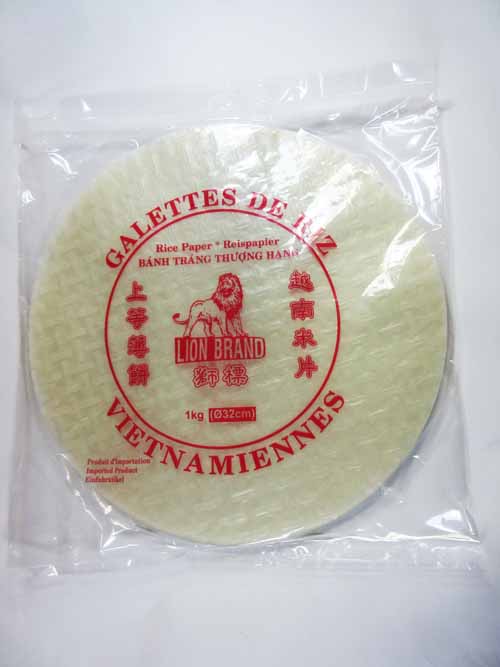 GALETTES DE RIZ
Rice Paper * Reispapier
BÁNH TRÁNG THƯỢNG HẠNG
上等薄餅
越南米片
LION BRAND
獅標
1kg (Ø32cm)
VIETNAMIENNES
Produit d'importation
Imported Product
Einfuhrartikel